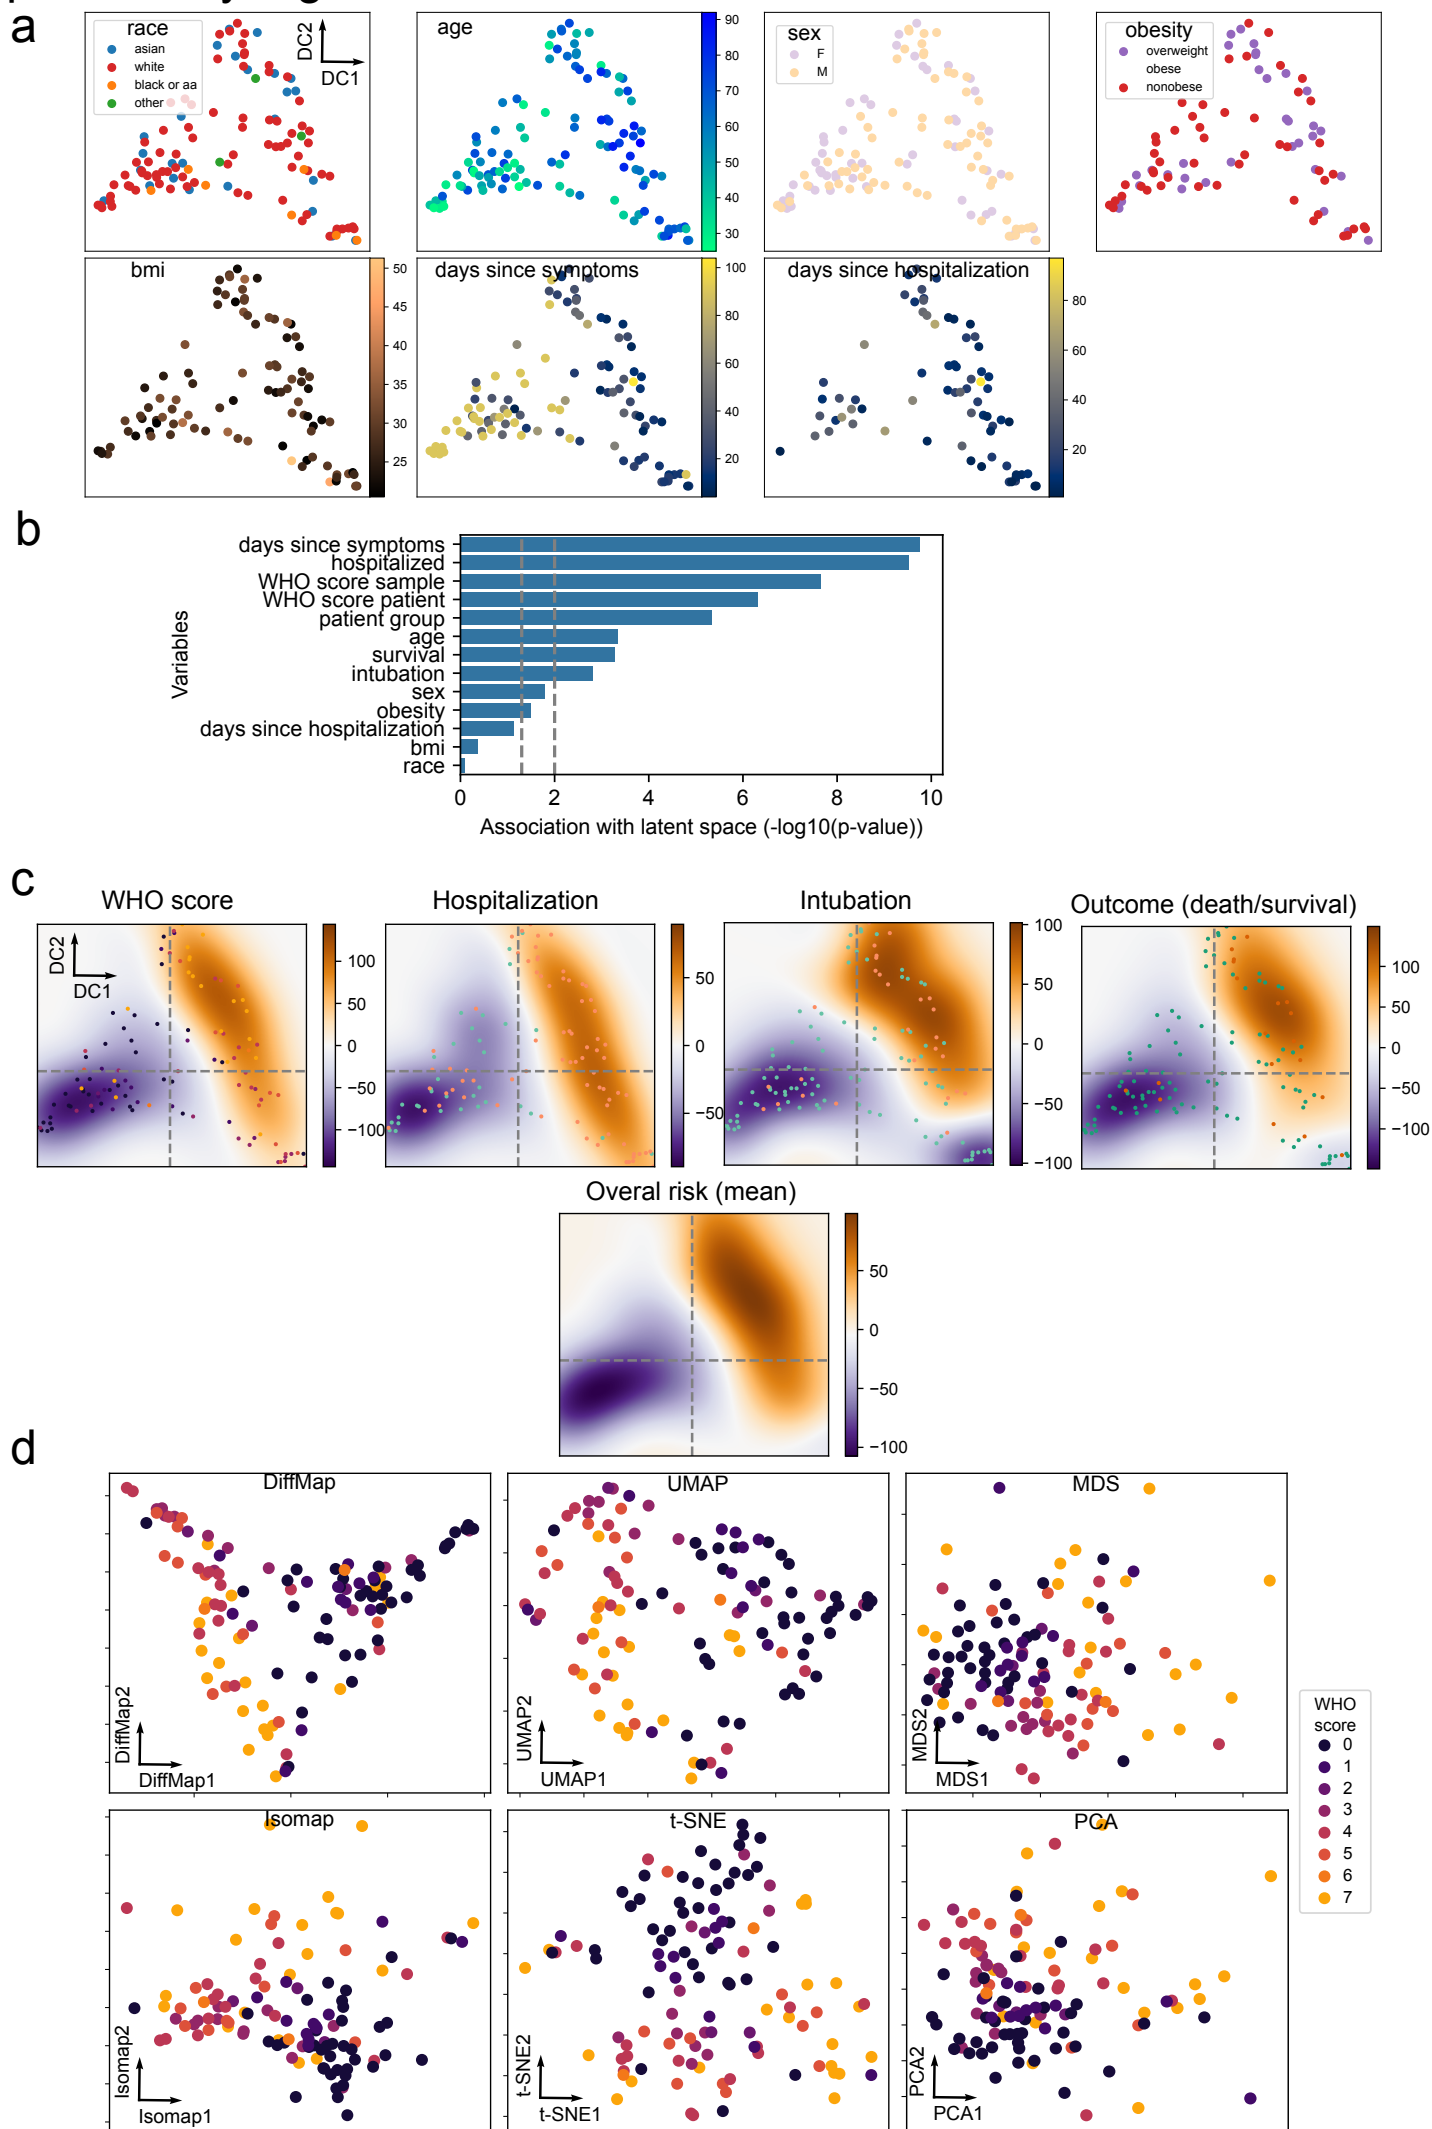 a
race
asian
white
black or aa
other
DC2
DC1
age
90
80
70
60
50
40
30
sex
F
M
obesity
overweight
obese
nonobese
bmi
50
45
40
35
30
25
days since symptoms
100
80
60
40
20
days since hospitalization
80
60
40
20
b
Variables
days since symptoms
hospitalized
WHO score sample
WHO score patient
patient group
age
survival
intubation
sex
obesity
days since hospitalization
bmi
race
0 2 4 6 8 10
Association with latent space (-log10(p-value))
c
WHO score
DC2
DC1
100
50
0
−50
−100
Hospitalization
50
0
−50
Intubation
100
50
0
−50
−100
Outcome (death/survival)
100
50
0
−50
−100
Overal risk (mean)
50
0
−50
−100
d
DiffMap
DiffMap2
DiffMap1
UMAP
UMAP2
UMAP1
MDS
MDS2
MDS1
Isomap
Isomap2
Isomap1
t-SNE
t-SNE2
t-SNE1
PCA
PCA2
PCA1
WHO
score
0
1
2
3
4
5
6
7